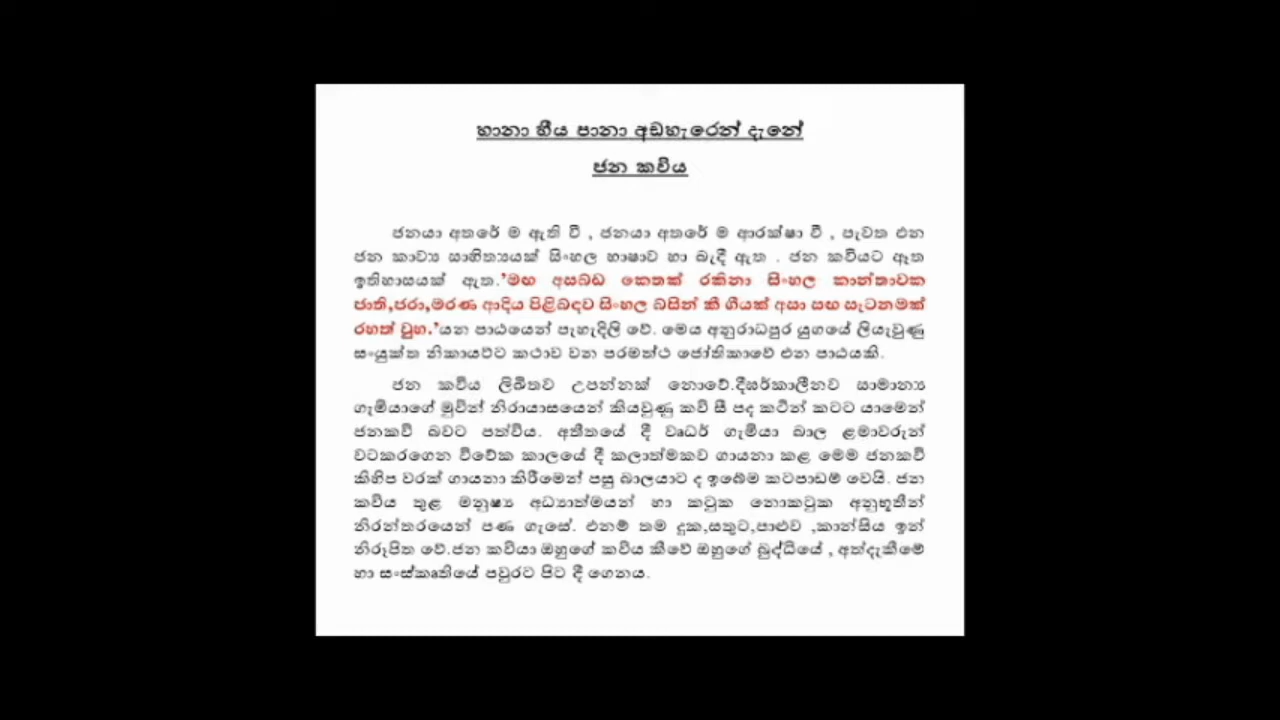 හානා හීය පානා අඩහැරෙන් දැනේ
ජන කවිය
ජනයා අතරේ ම ඇති වී , ජනයා අතරේ ම ආරක්ෂා වී , පැවත එන
ජන කාව්‍ය සාහිත්‍යයක් සිංහල භාෂාව හා බැඳී ඇත . ජන කවියට ඈත
ඉතිහාසයක් ඇත.'මඟ අසබඩ කෙතක් රකිනා සිංහල කාන්තාවක
ජාති,ජරා,මරණ ආදිය පිළිබඳව සිංහල බසින් කී ගීයක් අසා සඟ සැටනමක්
රහත් වූහ.'යන පාඨයෙන් පැහැදිලි වේ. මෙය අනුරාධපුර යුගයේ ලියැවුණු
සංයුක්ත නිකායට්ට කථාව වන පරමත්ථ ජෝතිකාවේ එන පාඨයකි.
ජන කවිය ලිඛිතව උපන්නක් නොවේ.දීඝර්කාලීනව සාමාන්‍ය
ගැමියාගේ මුවින් නිරායාසයෙන් කියවුණු කවි සී පද කටින් කටට යාමෙන්
ජනකවි බවට පත්විය. අතීතයේ දී වෘධර් ගැමියා බාල ළමාවරුන්
වටකරගෙන විවේක කාලයේ දී කලාත්මකව ගායනා කළ මෙම ජනකවි
කිහිප වරක් ගායනා කිරීමෙන් පසු බාලයාට ද ඉබේම කටපාඩම් වෙයි. ජන
කවිය තුළ මනුෂ්‍ය අධ්‍යාත්මයන් හා කටුක නොකටුක අනුභූතීන්
නිරන්තරයෙන් පණ ගැසේ. එනම් තම දුක,සතුට,පාළුව ,කාන්සිය ඉන්
නිරූපිත වේ.ජන කවියා ඔහුගේ කවිය කීවේ ඔහුගේ බුද්ධියේ , අත්දැකීමේ
හා සංස්කෘතියේ පවුරට පිට දී ගෙනය.